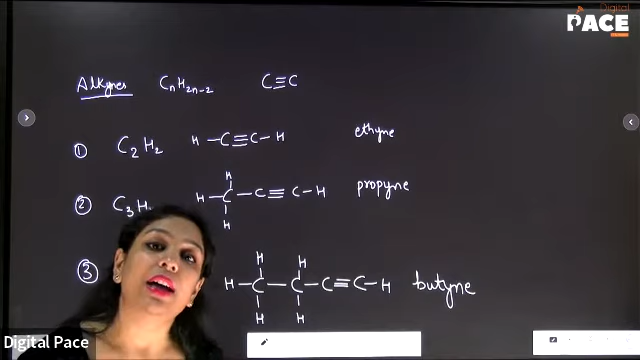 Digital
PACE
Alkynes CnH2n-2 C≡C
① C2H2 H-C≡C-H ethyne
H
② C3H H-C-C≡C-H propyne
H
H H
③ H-C-C-C≡C-H butyne
H H
Digital Pace